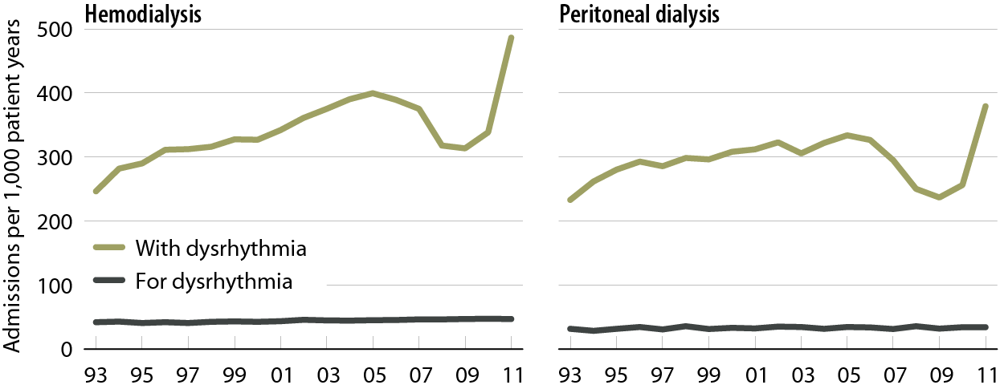 Hemodialysis
Peritoneal dialysis
Admissions per 1,000 patient years
500
400
300
200
100
0
With dysrhythmia
For dysrhythmia
93 95 97 99 01 03 05 07 09 11
93 95 97 99 01 03 05 07 09 11